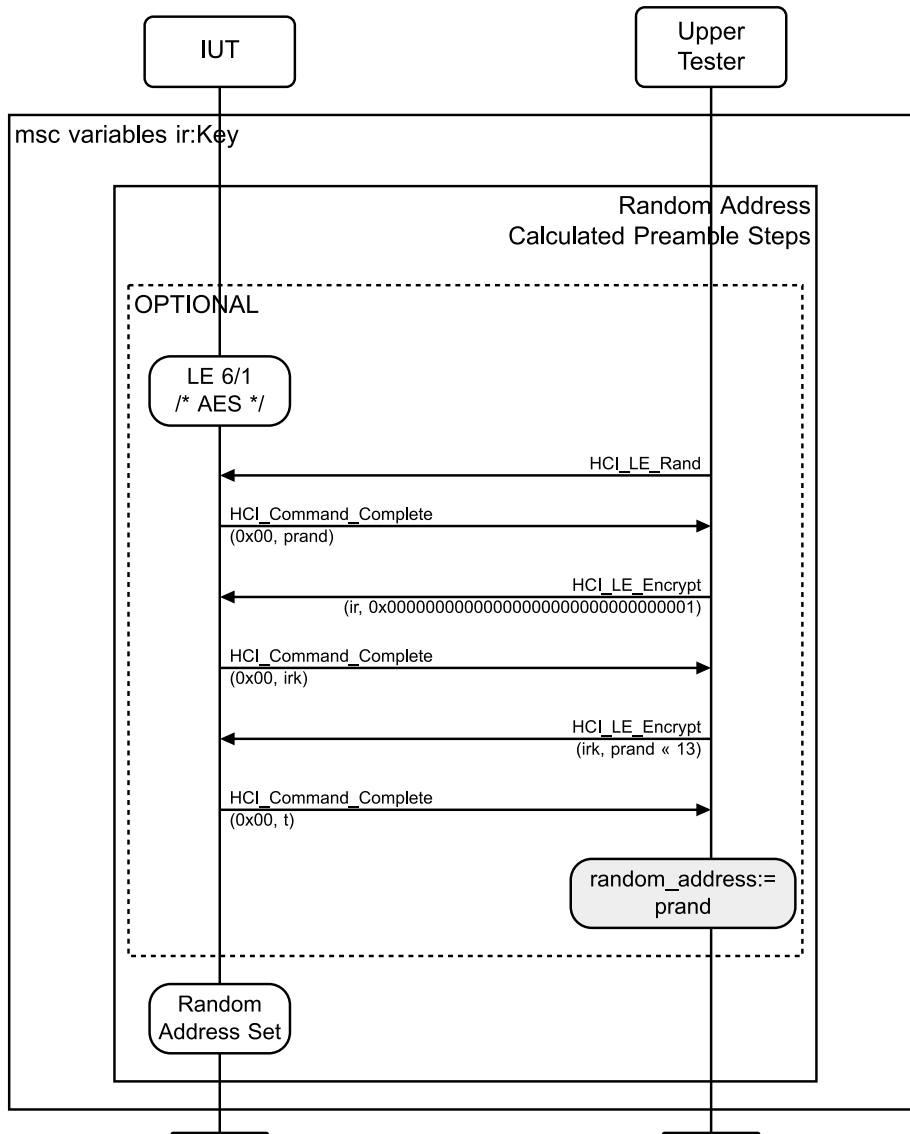 IUT
Upper
Tester
msc variables ir:Key
Random Address
Calculated Preamble Steps
OPTIONAL
LE 6/1
/* AES */
HCI_LE_Rand
HCI_Command_Complete
(0x00, prand)
HCI_LE_Encrypt
(ir, 0x00000000000000000000000000000001)
HCI_Command_Complete
(0x00, irk)
HCI_LE_Encrypt
(irk, prand « 13)
HCI_Command_Complete
(0x00, t)
random_address:=
prand
Random
Address Set